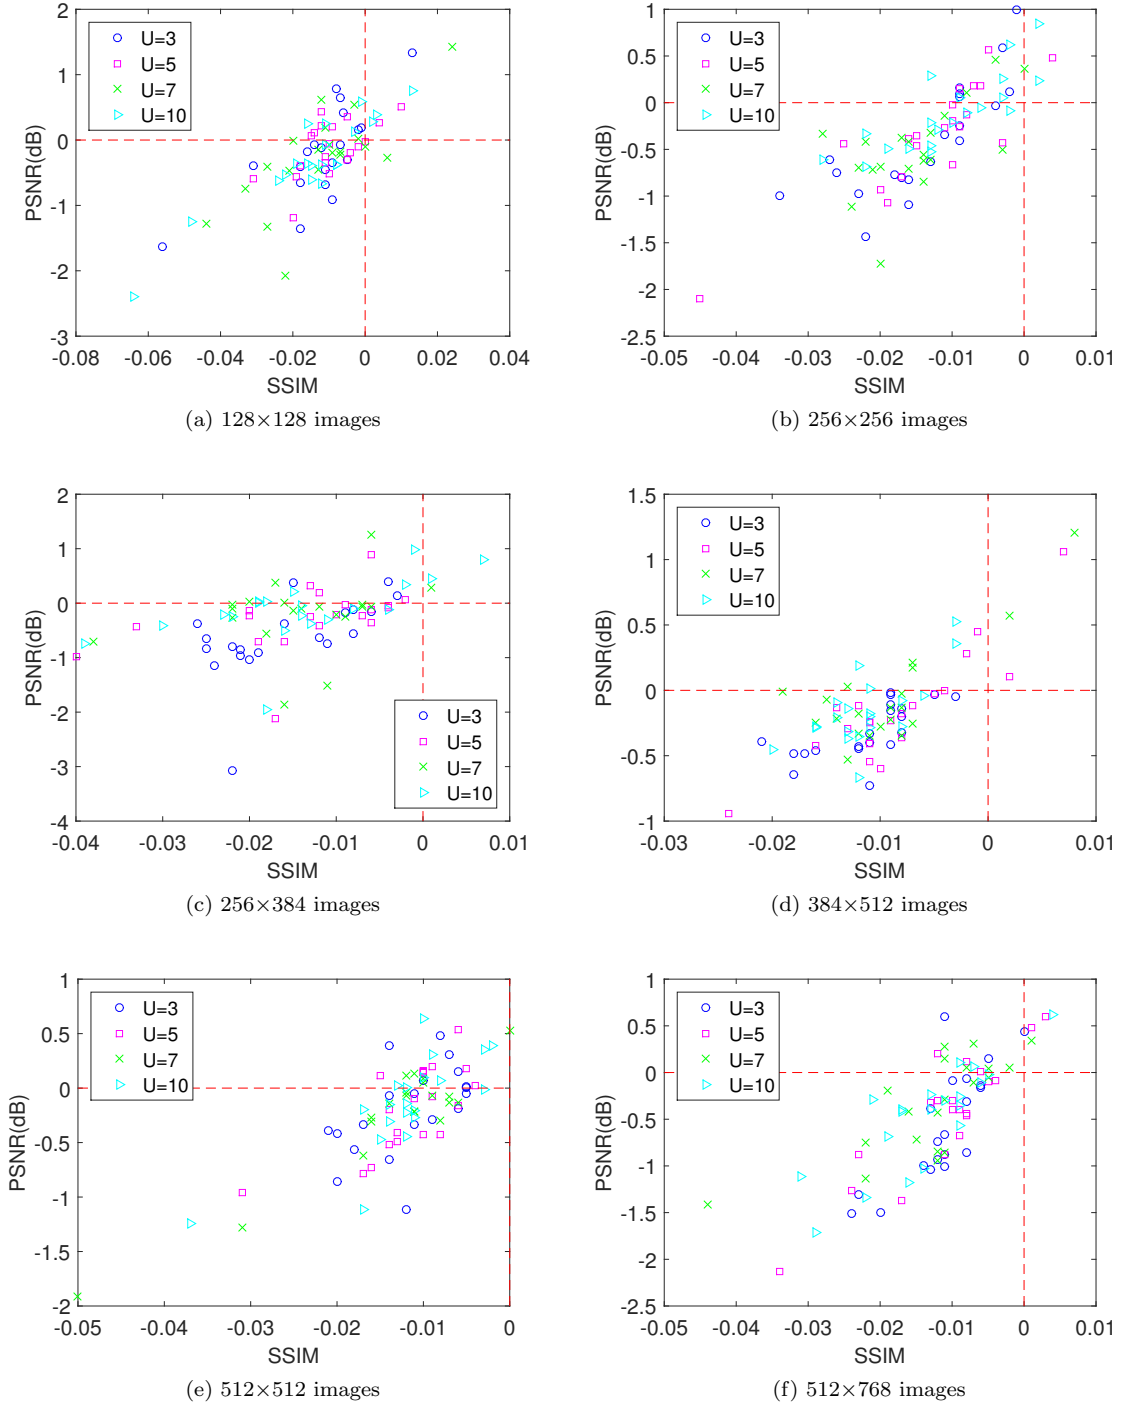 2
1
0
-1
-2
-3
PSNR(dB)
U=3
U=5
U=7
U=10
-0.08 -0.06 -0.04 -0.02 0 0.02 0.04
SSIM
(a) 128×128 images
1
0.5
0
-0.5
-1
-1.5
-2
-2.5
PSNR(dB)
U=3
U=5
U=7
U=10
-0.05 -0.04 -0.03 -0.02 -0.01 0 0.01
SSIM
(b) 256×256 images
2
1
0
-1
-2
-3
-4
PSNR(dB)
U=3
U=5
U=7
U=10
-0.04 -0.03 -0.02 -0.01 0 0.01
SSIM
(c) 256×384 images
1.5
1
0.5
0
-0.5
-1
PSNR(dB)
U=3
U=5
U=7
U=10
-0.03 -0.02 -0.01 0 0.01
SSIM
(d) 384×512 images
1
0.5
0
-0.5
-1
-1.5
-2
PSNR(dB)
U=3
U=5
U=7
U=10
-0.05 -0.04 -0.03 -0.02 -0.01 0
SSIM
(e) 512×512 images
1
0.5
0
-0.5
-1
-1.5
-2
-2.5
PSNR(dB)
U=3
U=5
U=7
U=10
-0.05 -0.04 -0.03 -0.02 -0.01 0 0.01
SSIM
(f) 512×768 images